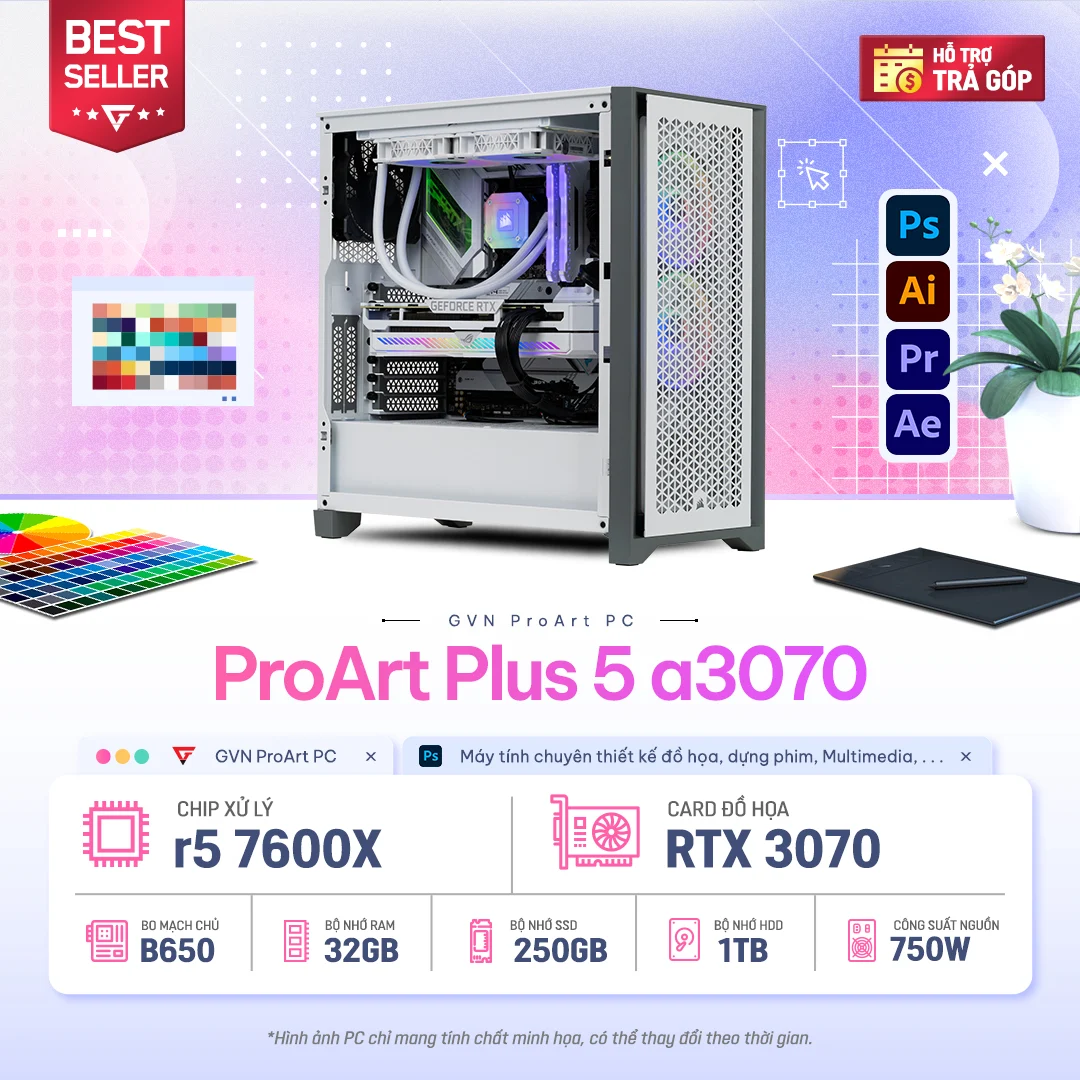 BEST
SELLER
HỖ TRỢ
TRẢ GÓP
Ps
Ai
Pr
Ae
GEFORCE RTX
GVN ProArt PC
ProArt Plus 5 a3070
GVN ProArt PC
Ps Máy tính chuyên thiết kế đồ họa, dựng phim, Multimedia, . . .
CHIP XỬ LÝ
r5 7600X
CARD ĐỒ HỌA
RTX 3070
BO MẠCH CHỦ
B650
BỘ NHỚ RAM
32GB
BỘ NHỚ SSD
250GB
BỘ NHỚ HDD
1TB
CÔNG SUẤT NGUỒN
750W
*Hình ảnh PC chỉ mang tính chất minh họa, có thể thay đổi theo thời gian.